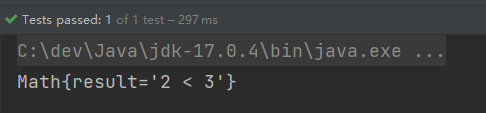 Tests passed: 1 of 1 test – 297 ms
C:\dev\Java\jdk-17.0.4\bin\java.exe ...
Math{result='2 < 3'}